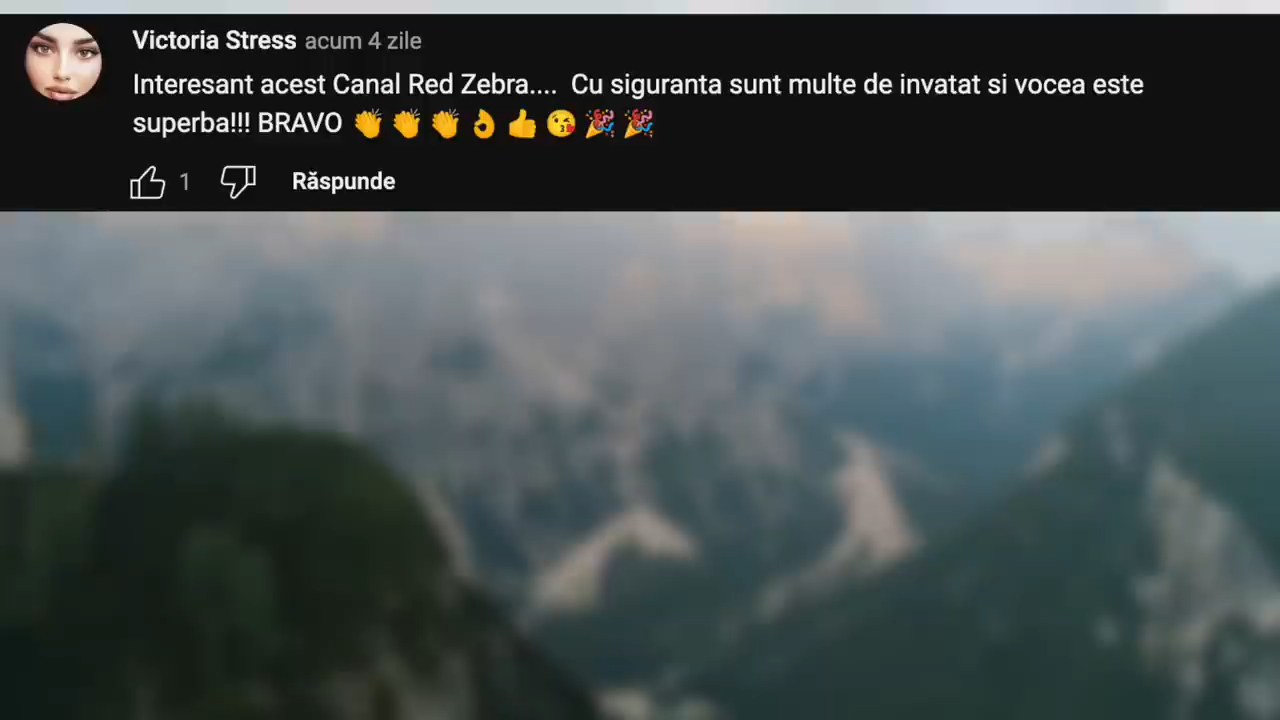 Victoria Stress acum 4 zile
Interesant acest Canal Red Zebra.... Cu siguranta sunt multe de invatat si vocea este
superba!!! BRAVO 👏 👏 👏 👌 👍 😘 🎉 🎉
1 Răspunde